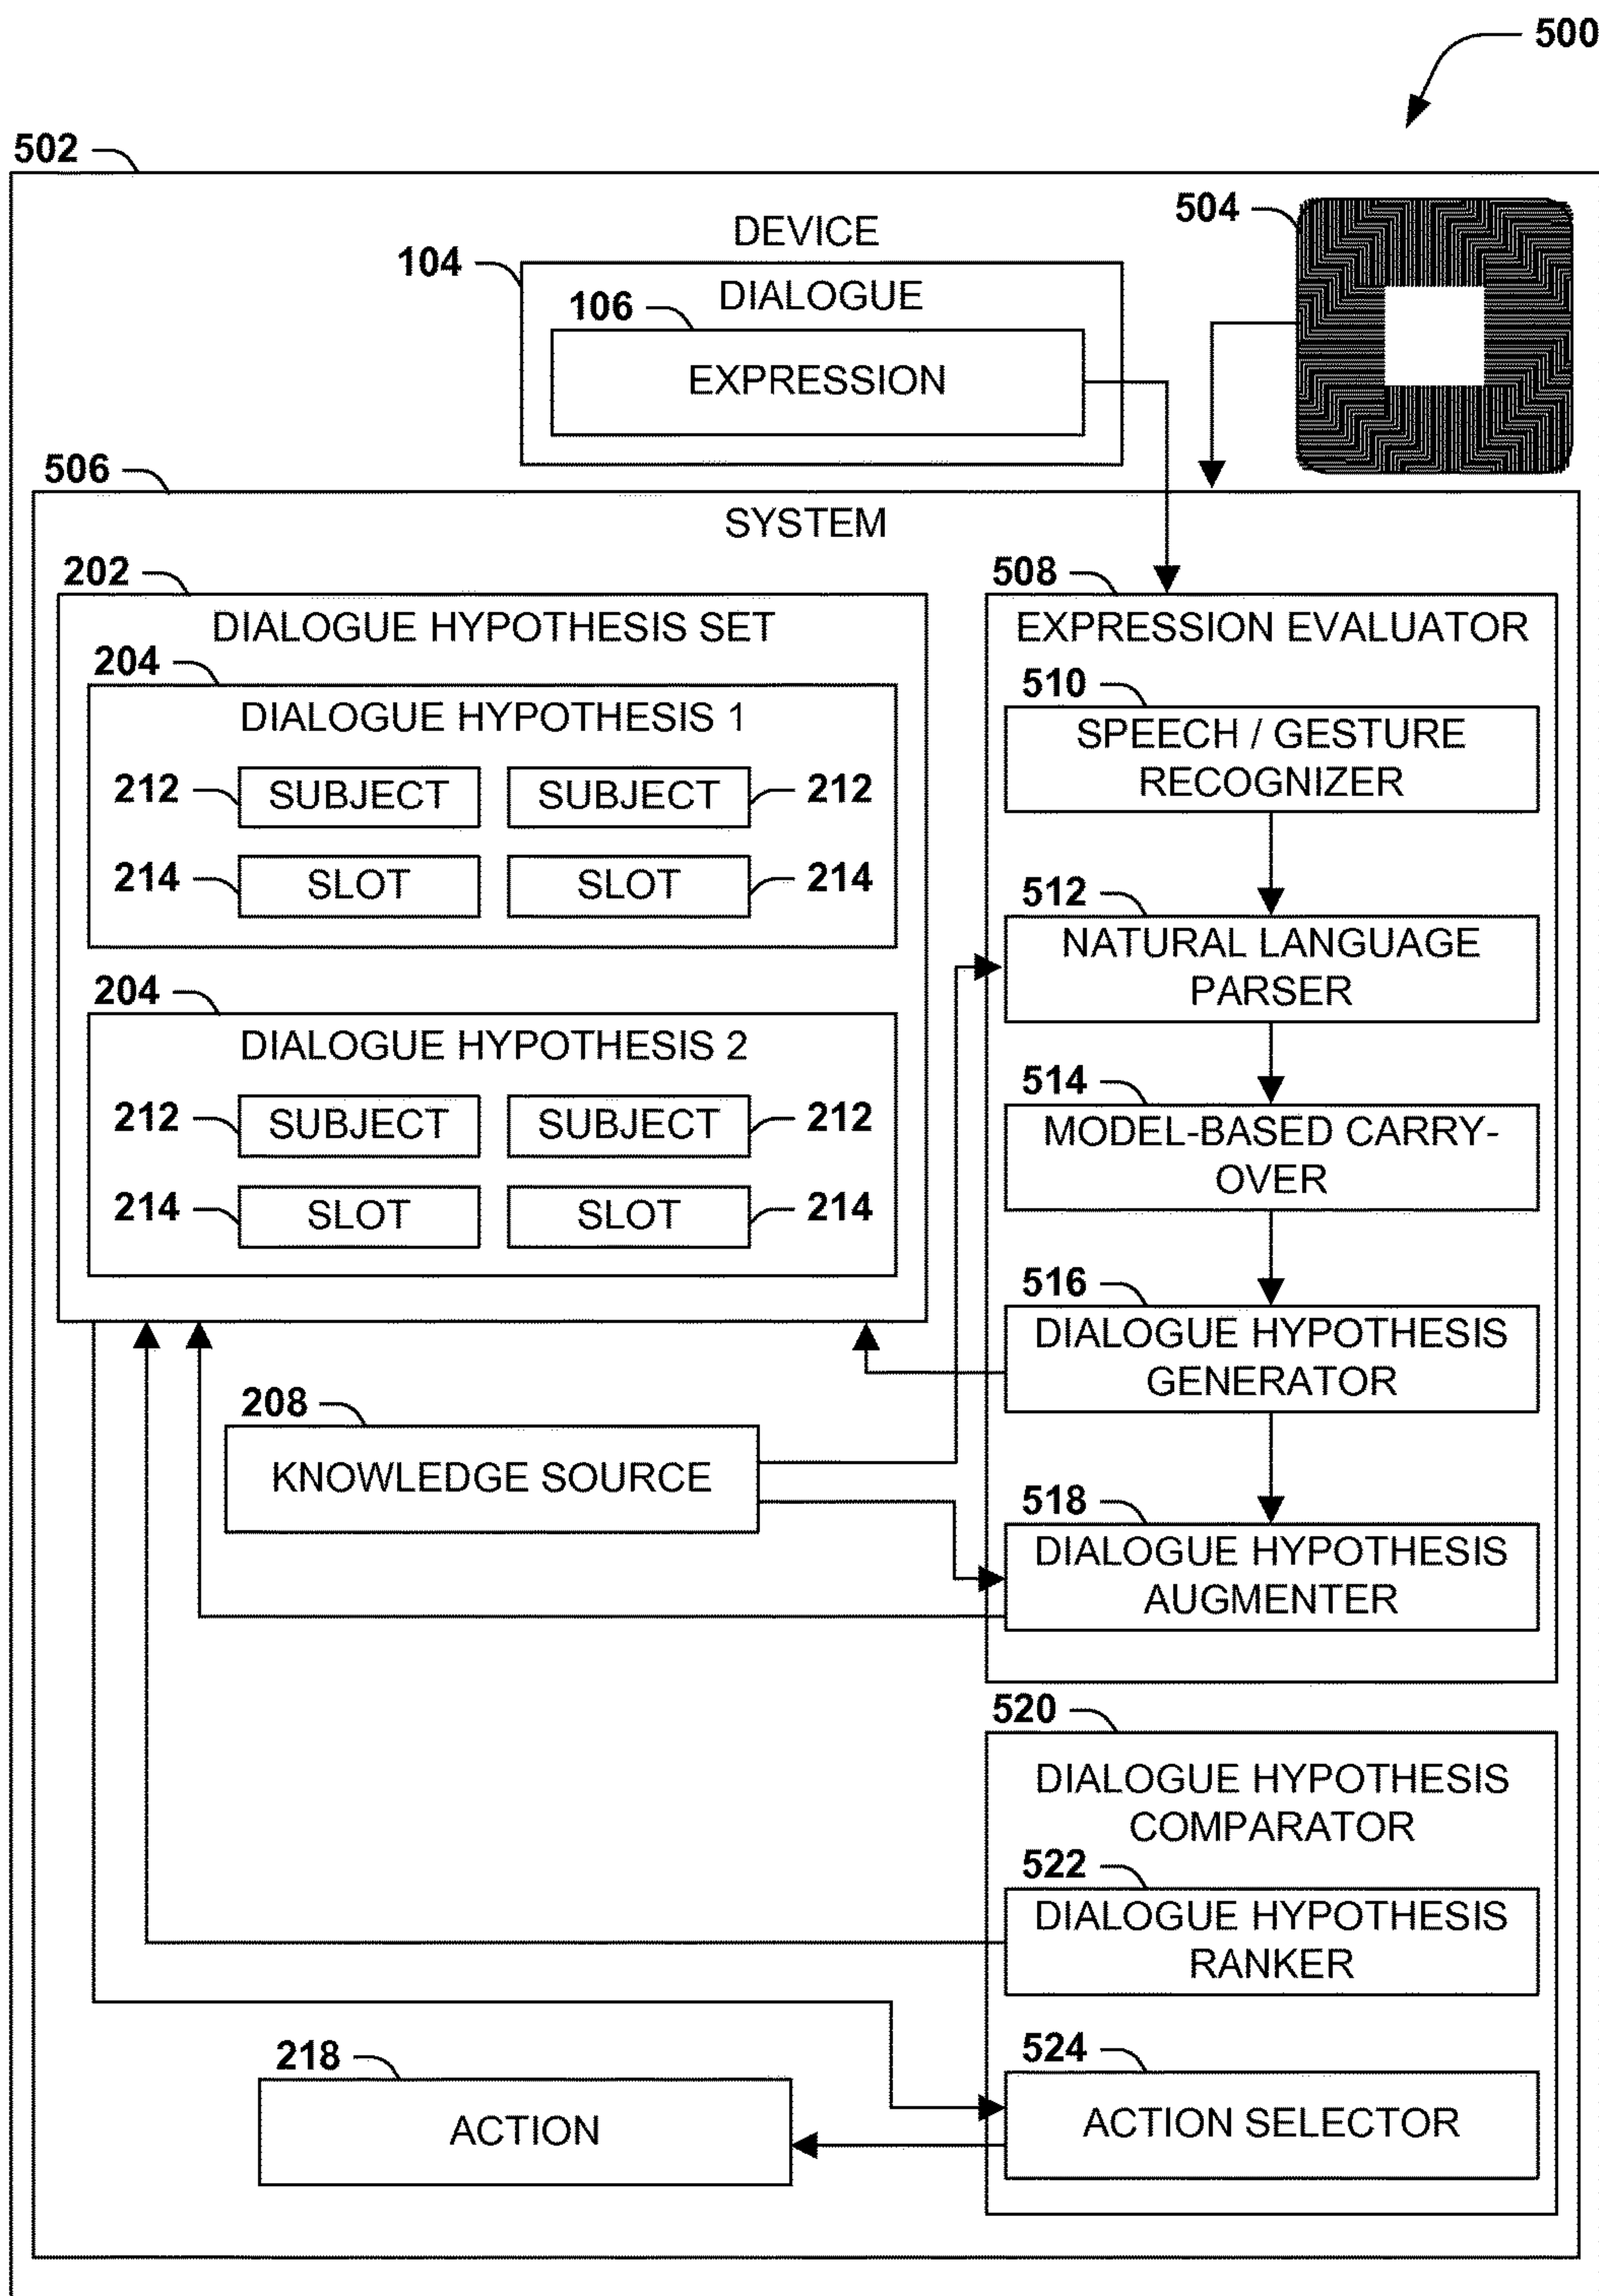 500
502
504
DEVICE
104
DIALOGUE
106
EXPRESSION
506
SYSTEM
202
DIALOGUE HYPOTHESIS SET
204
DIALOGUE HYPOTHESIS 1
212 SUBJECT SUBJECT 212
214 SLOT SLOT 214
204
DIALOGUE HYPOTHESIS 2
212 SUBJECT SUBJECT 212
214 SLOT SLOT 214
508
EXPRESSION EVALUATOR
510
SPEECH / GESTURE
RECOGNIZER
512
NATURAL LANGUAGE
PARSER
514
MODEL-BASED CARRY-
OVER
516
DIALOGUE HYPOTHESIS
GENERATOR
208
KNOWLEDGE SOURCE
518
DIALOGUE HYPOTHESIS
AUGMENTER
520
DIALOGUE HYPOTHESIS
COMPARATOR
522
DIALOGUE HYPOTHESIS
RANKER
218
ACTION
524
ACTION SELECTOR